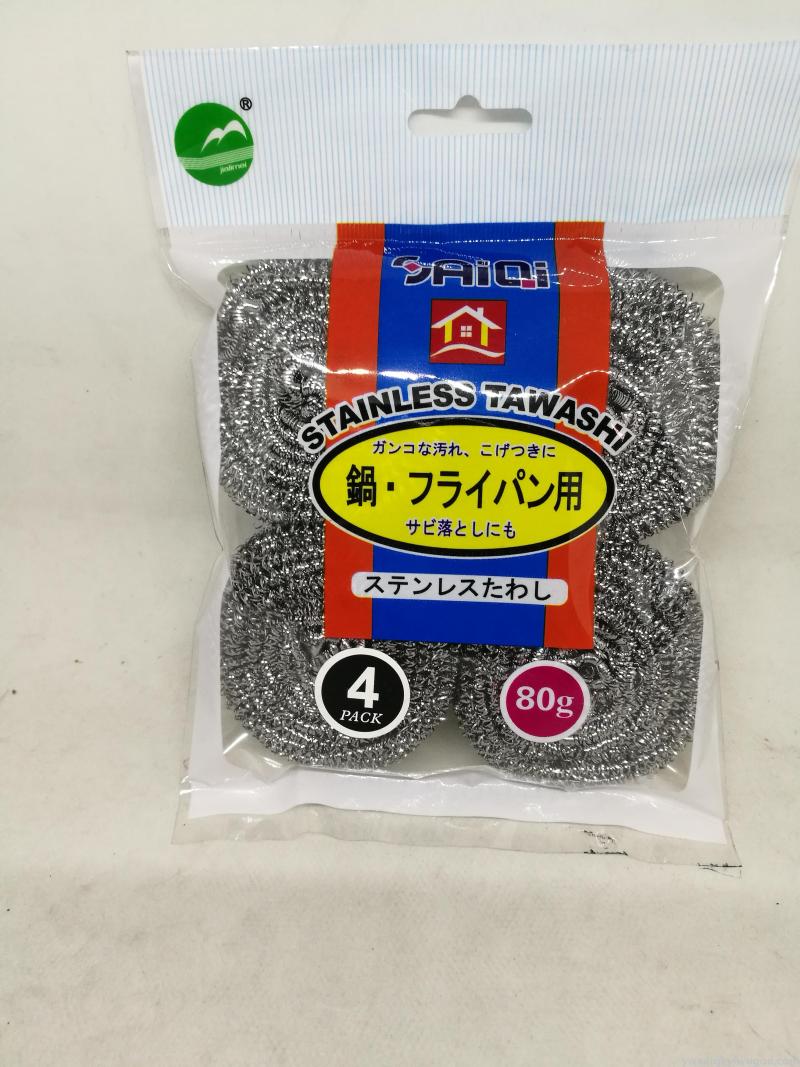 ®
SAiQi
STAINLESS TAWASHI
ガンコな汚れ、こげつきに
鍋・フライパン用
サビ落としにも
ステンレスたわし
4
PACK
80g